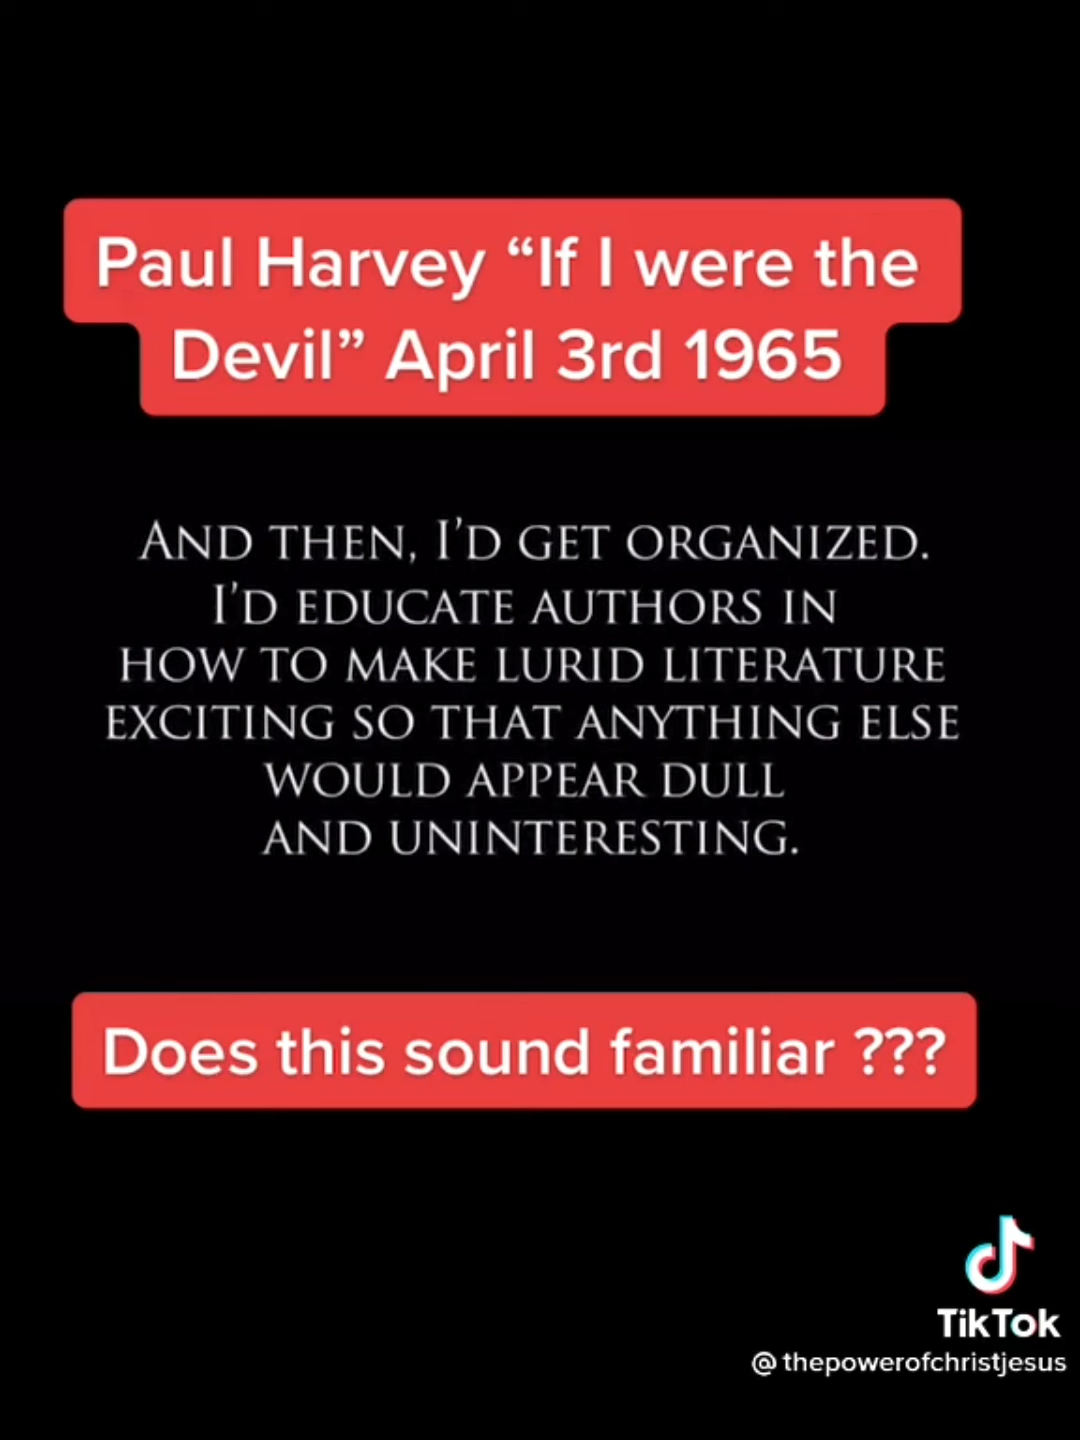 Paul Harvey “If I were the
Devil” April 3rd 1965
AND THEN, I’D GET ORGANIZED.
I’D EDUCATE AUTHORS IN
HOW TO MAKE LURID LITERATURE
EXCITING SO THAT ANYTHING ELSE
WOULD APPEAR DULL
AND UNINTERESTING.
Does this sound familiar ???
TikTok
@thepowerofchristjesus